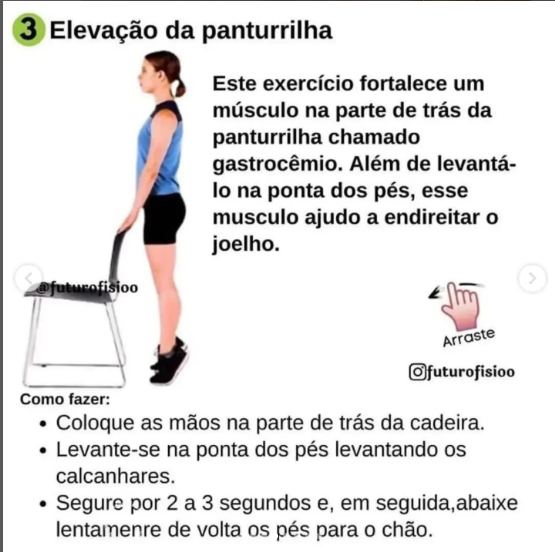 3 Elevação da panturrilha
Este exercício fortalece um
músculo na parte de trás da
panturrilha chamado
gastrocêmio. Além de levantá-
lo na ponta dos pés, esse
musculo ajudo a endireitar o
joelho.
@futurofisioo
Arraste
futurofisioo
Como fazer:
• Coloque as mãos na parte de trás da cadeira.
• Levante-se na ponta dos pés levantando os
calcanhares.
• Segure por 2 a 3 segundos e, em seguida,abaixe
lentamenre de volta os pés para o chão.